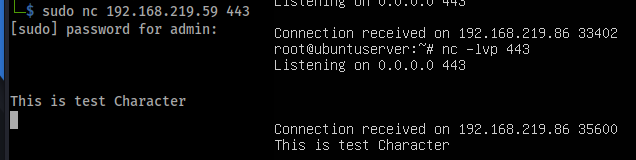 └─$ sudo nc 192.168.219.59 443
[sudo] password for admin:
This is test Character
Listening on 0.0.0.0 443
Connection received on 192.168.219.86 33402
root@ubuntuserver:~# nc -lvp 443
Listening on 0.0.0.0 443
Connection received on 192.168.219.86 35600
This is test Character